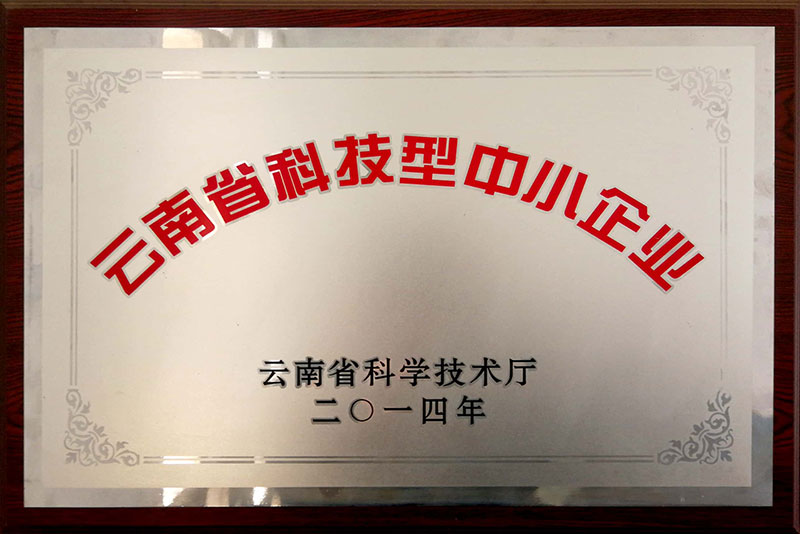 云南省科技型中小企业
云南省科学技术厅
二〇一四年